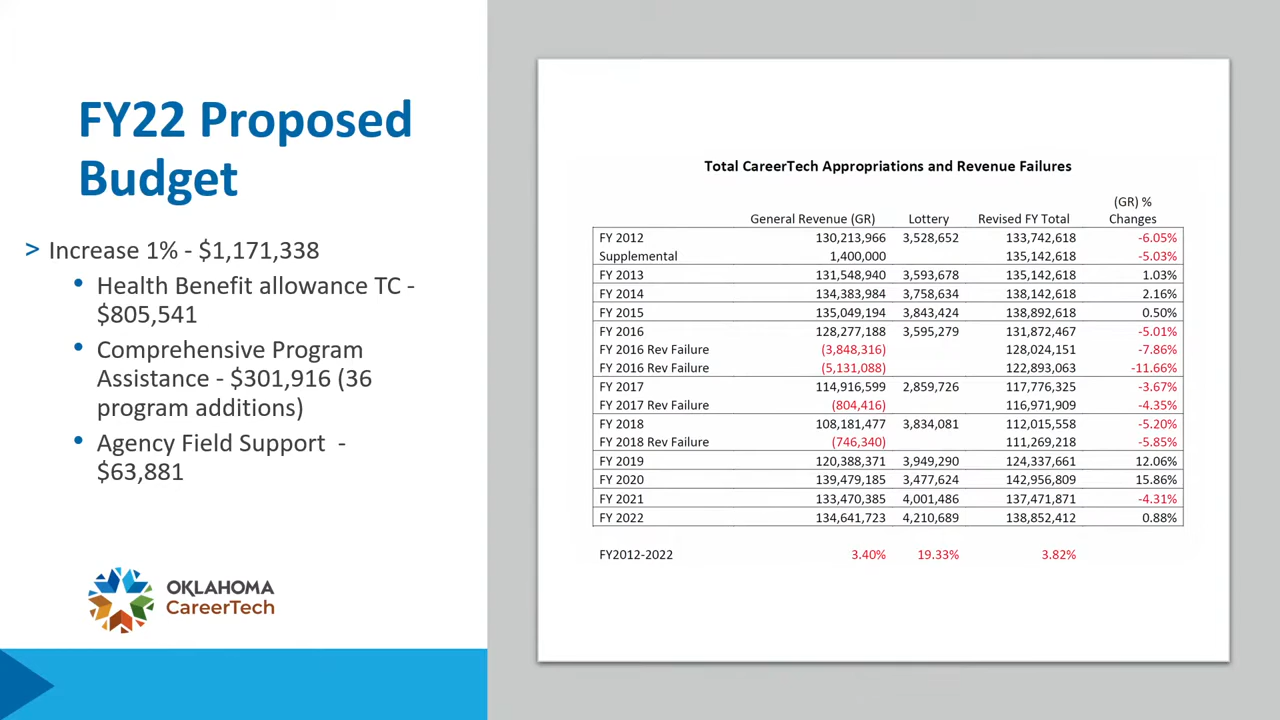 FY22 Proposed
Budget
> Increase 1% - $1,171,338
• Health Benefit allowance TC -
$805,541
• Comprehensive Program
Assistance - $301,916 (36
program additions)
• Agency Field Support -
$63,881
OKLAHOMA
CareerTech
Total CareerTech Appropriations and Revenue Failures
(GR) %
General Revenue (GR) Lottery Revised FY Total Changes
FY 2012 130,213,966 3,528,652 133,742,618 -6.05%
Supplemental 1,400,000 135,142,618 -5.03%
FY 2013 131,548,940 3,593,678 135,142,618 1.03%
FY 2014 134,383,984 3,758,634 138,142,618 2.16%
FY 2015 135,049,194 3,843,424 138,892,618 0.50%
FY 2016 128,277,188 3,595,279 131,872,467 -5.01%
FY 2016 Rev Failure (3,848,316) 128,024,151 -7.86%
FY 2016 Rev Failure (5,131,088) 122,893,063 -11.66%
FY 2017 114,916,599 2,859,726 117,776,325 -3.67%
FY 2017 Rev Failure (804,416) 116,971,909 -4.35%
FY 2018 108,181,477 3,834,081 112,015,558 -5.20%
FY 2018 Rev Failure (746,340) 111,269,218 -5.85%
FY 2019 120,388,371 3,949,290 124,337,661 12.06%
FY 2020 139,479,185 3,477,624 142,956,809 15.86%
FY 2021 133,470,385 4,001,486 137,471,871 -4.31%
FY 2022 134,641,723 4,210,689 138,852,412 0.88%
FY2012-2022 3.40% 19.33% 3.82%